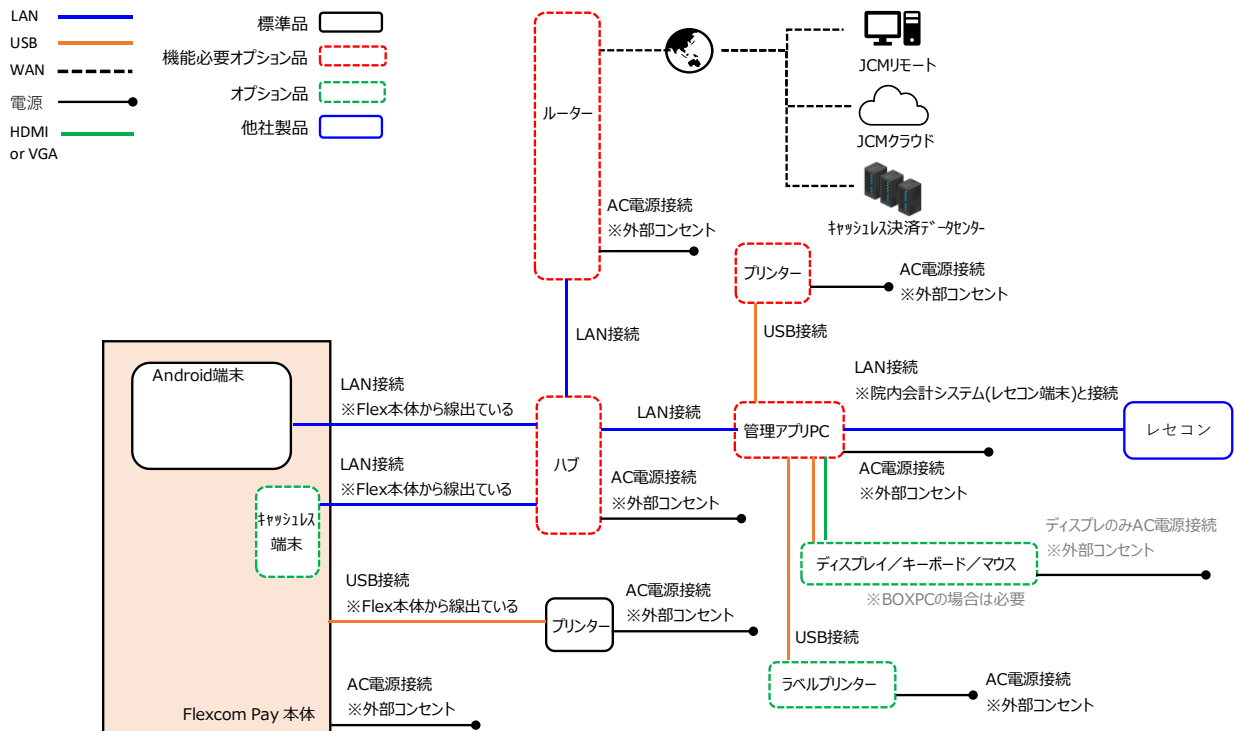 LAN
USB
WAN
電源
HDMI
or VGA
標準品
機能必要オプション品
オプション品
他社製品
ルーター
JCMリモート
JCMクラウド
ｷｬｯｼｭﾚｽ決済ﾃﾞｰﾀｾﾝﾀｰ
AC電源接続
※外部コンセント
プリンター
AC電源接続
※外部コンセント
USB接続
LAN接続
Android端末
LAN接続
※Flex本体から線出ている
LAN接続
※Flex本体から線出ている
ハブ
LAN接続
AC電源接続
※外部コンセント
管理アプリPC
LAN接続
※院内会計システム(レセコン端末)と接続
レセコン
AC電源接続
※外部コンセント
ｷｬｯｼｭﾚｽ
端末
ディスプレのみAC電源接続
※外部コンセント
ディスプレイ／キーボード／マウス
※BOXPCの場合は必要
USB接続
※Flex本体から線出ている
プリンター
AC電源接続
※外部コンセント
USB接続
ラベルプリンター
AC電源接続
※外部コンセント
AC電源接続
※外部コンセント
Flexcom Pay 本体